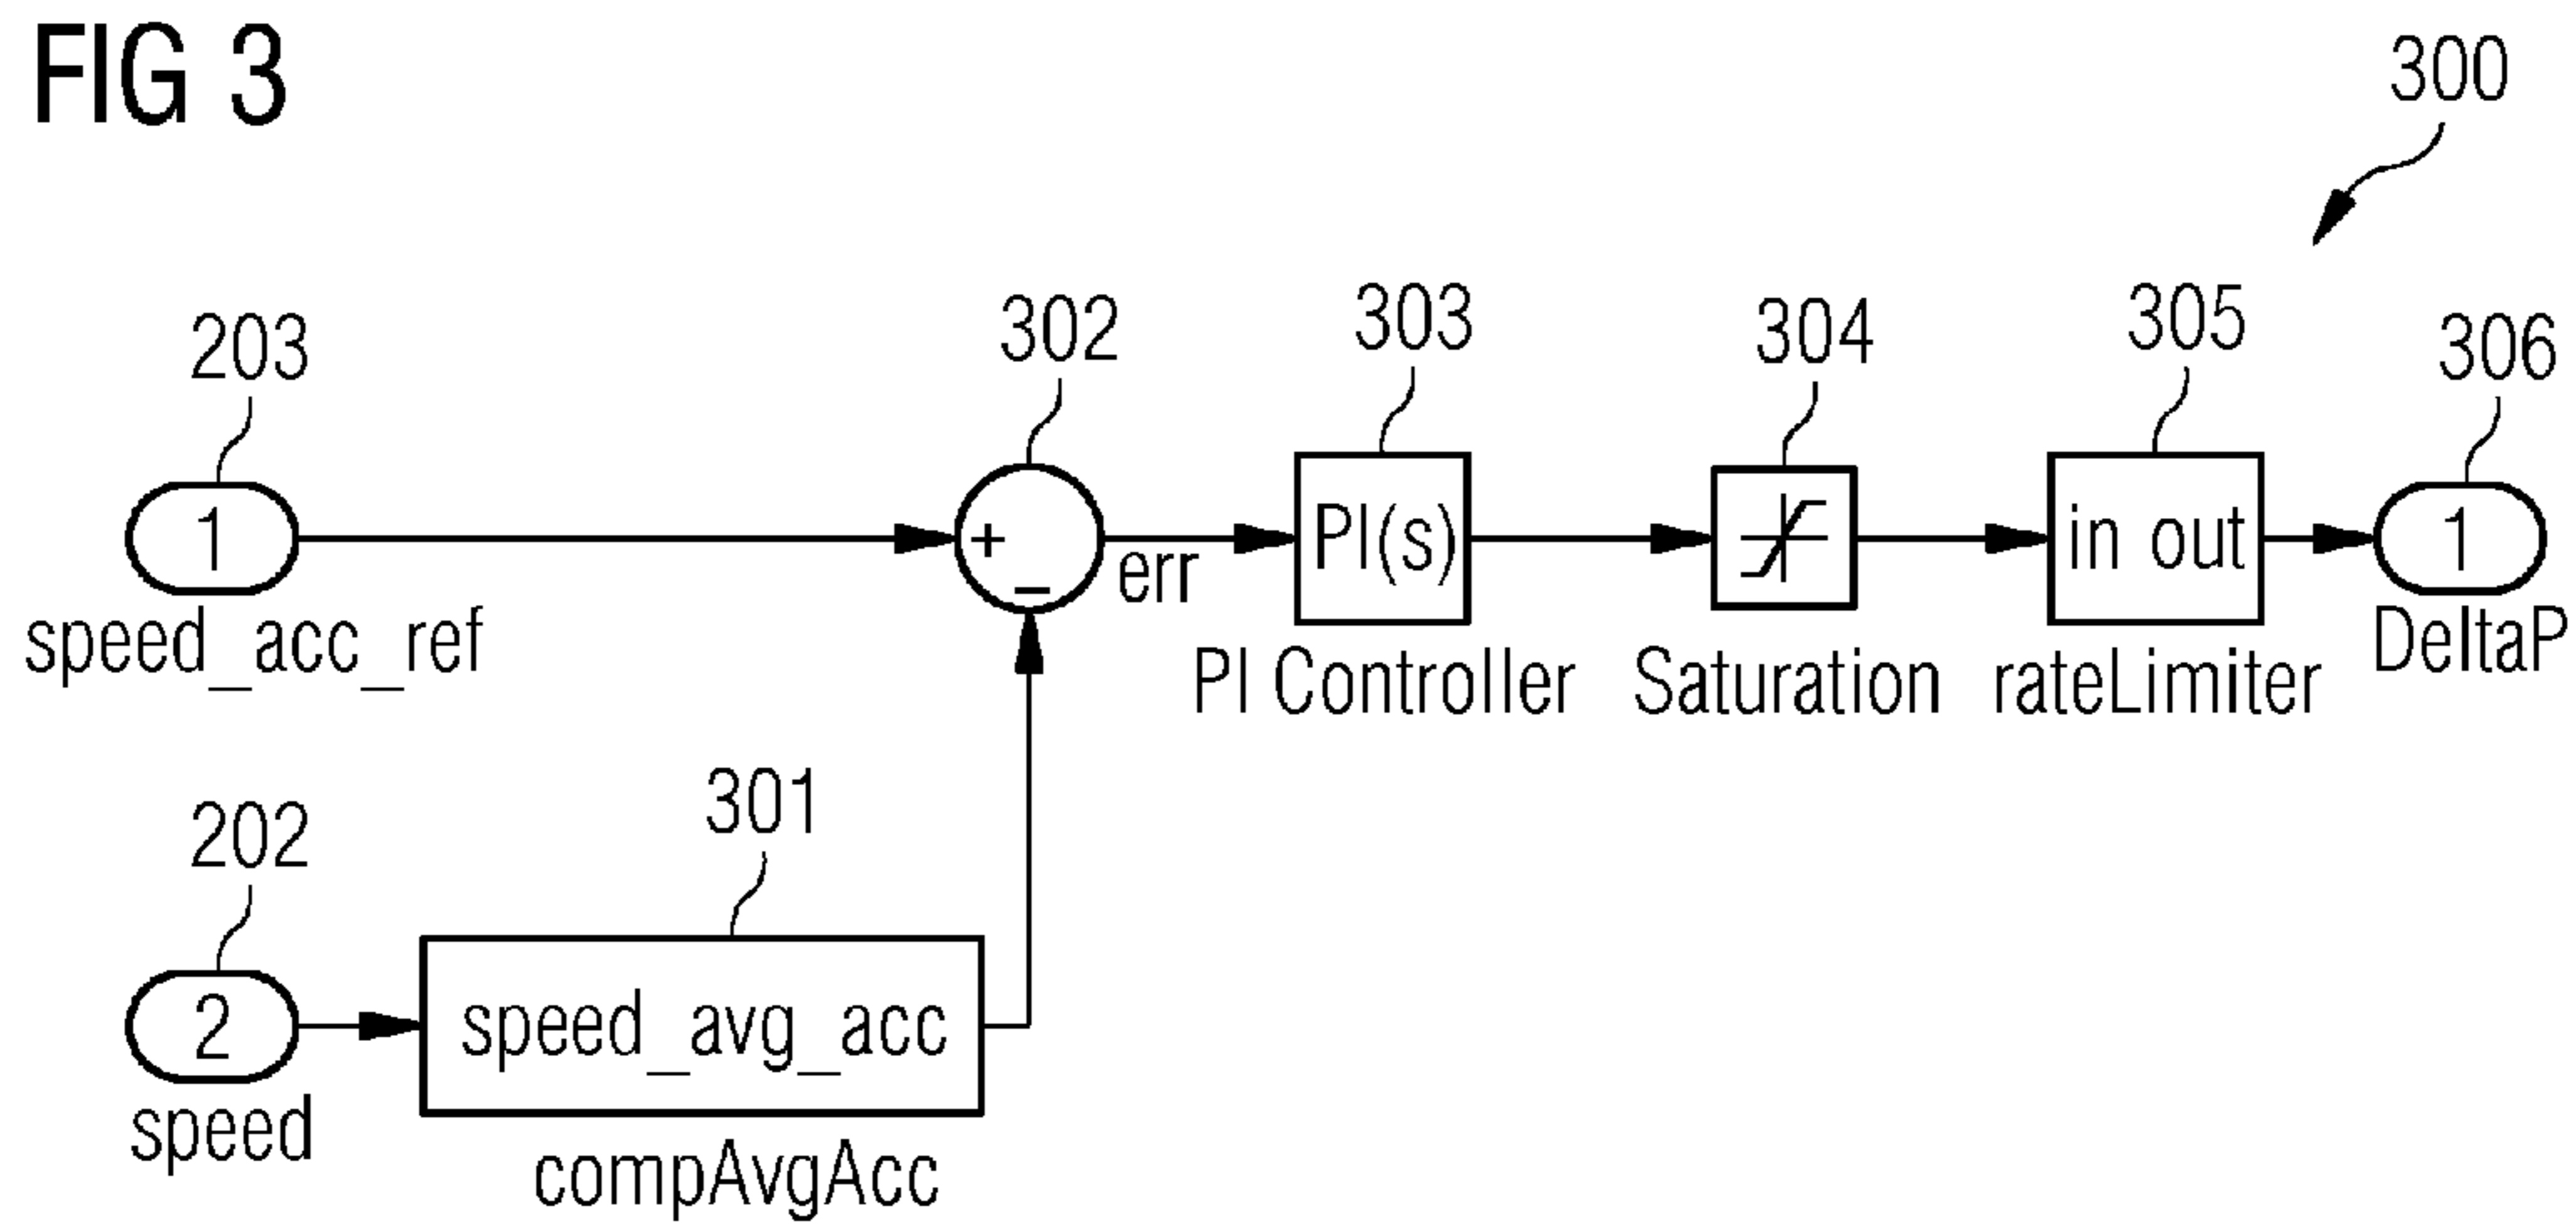 FIG 3
300
203
302
303
304
305
306
1
+
−
err
PI(s)
in out
1
speed_acc_ref
PI Controller
Saturation
rateLimiter
DeltaP
202
301
2
speed_avg_acc
speed
compAvgAcc